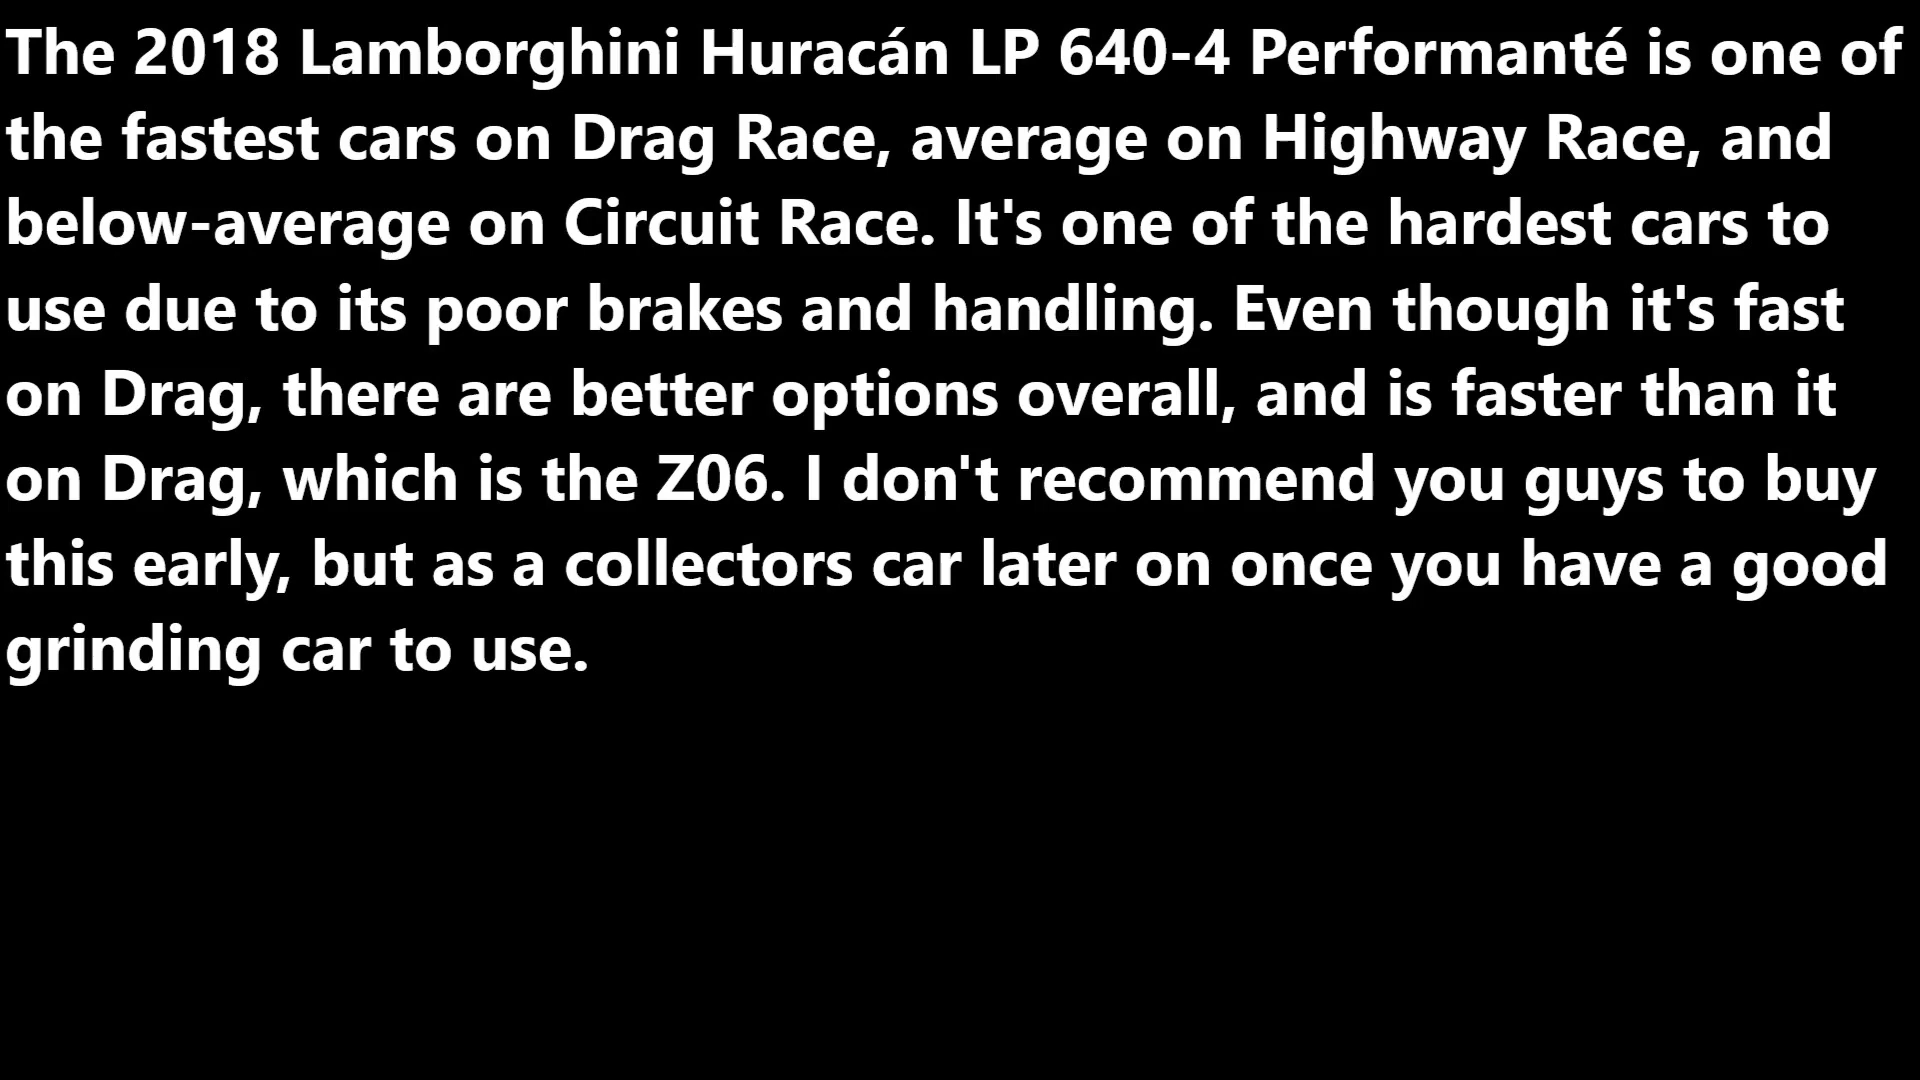 The 2018 Lamborghini Huracán LP 640-4 Performanté is one of
the fastest cars on Drag Race, average on Highway Race, and
below-average on Circuit Race. It's one of the hardest cars to
use due to its poor brakes and handling. Even though it's fast
on Drag, there are better options overall, and is faster than it
on Drag, which is the Z06. I don't recommend you guys to buy
this early, but as a collectors car later on once you have a good
grinding car to use.